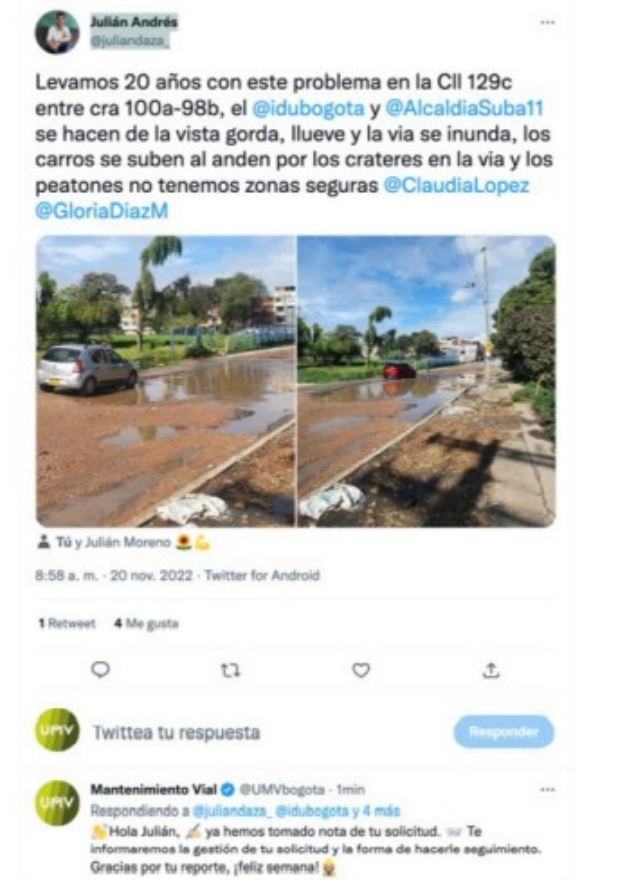 Julián Andrés
@juliandaza_
Levamos 20 años con este problema en la Cll 129c
entre cra 100a-98b, el @idubogota y @AlcaldiaSuba11
se hacen de la vista gorda, llueve y la via se inunda, los
carros se suben al anden por los crateres en la via y los
peatones no tenemos zonas seguras @ClaudiaLopez
@GloriaDiazM
Tú y Julián Moreno 🌻💪
8:58 a. m. · 20 nov. 2022 · Twitter for Android
1 Retweet 4 Me gusta
UMV
Twittea tu respuesta
Responder
UMV
Mantenimiento Vial @UMVbogota · 1min
Respondiendo a @juliandaza_ @idubogota y 4 más
👋Hola Julián, ✍️ ya hemos tomado nota de tu solicitud. 📨 Te
informaremos la gestión de tu solicitud y la forma de hacerle seguimiento.
Gracias por tu reporte, ¡feliz semana!👷